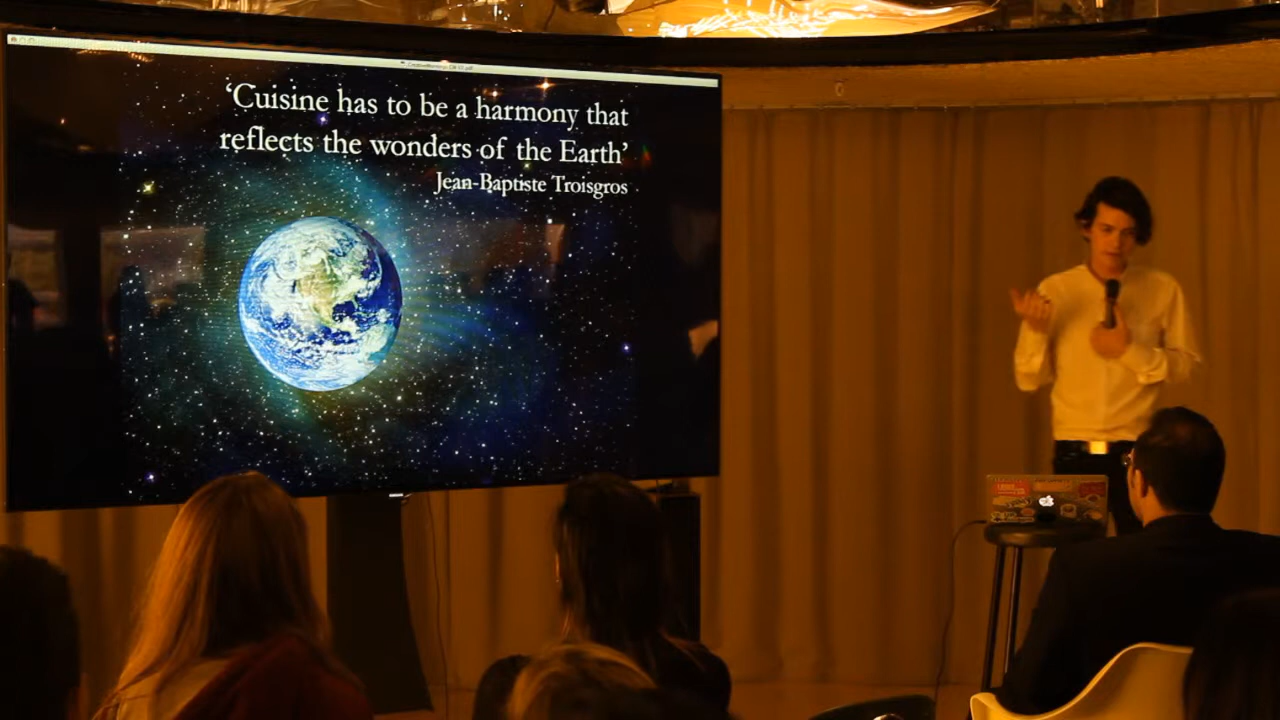 ‘Cuisine has to be a harmony that
reflects the wonders of the Earth’
Jean-Baptiste Troisgros